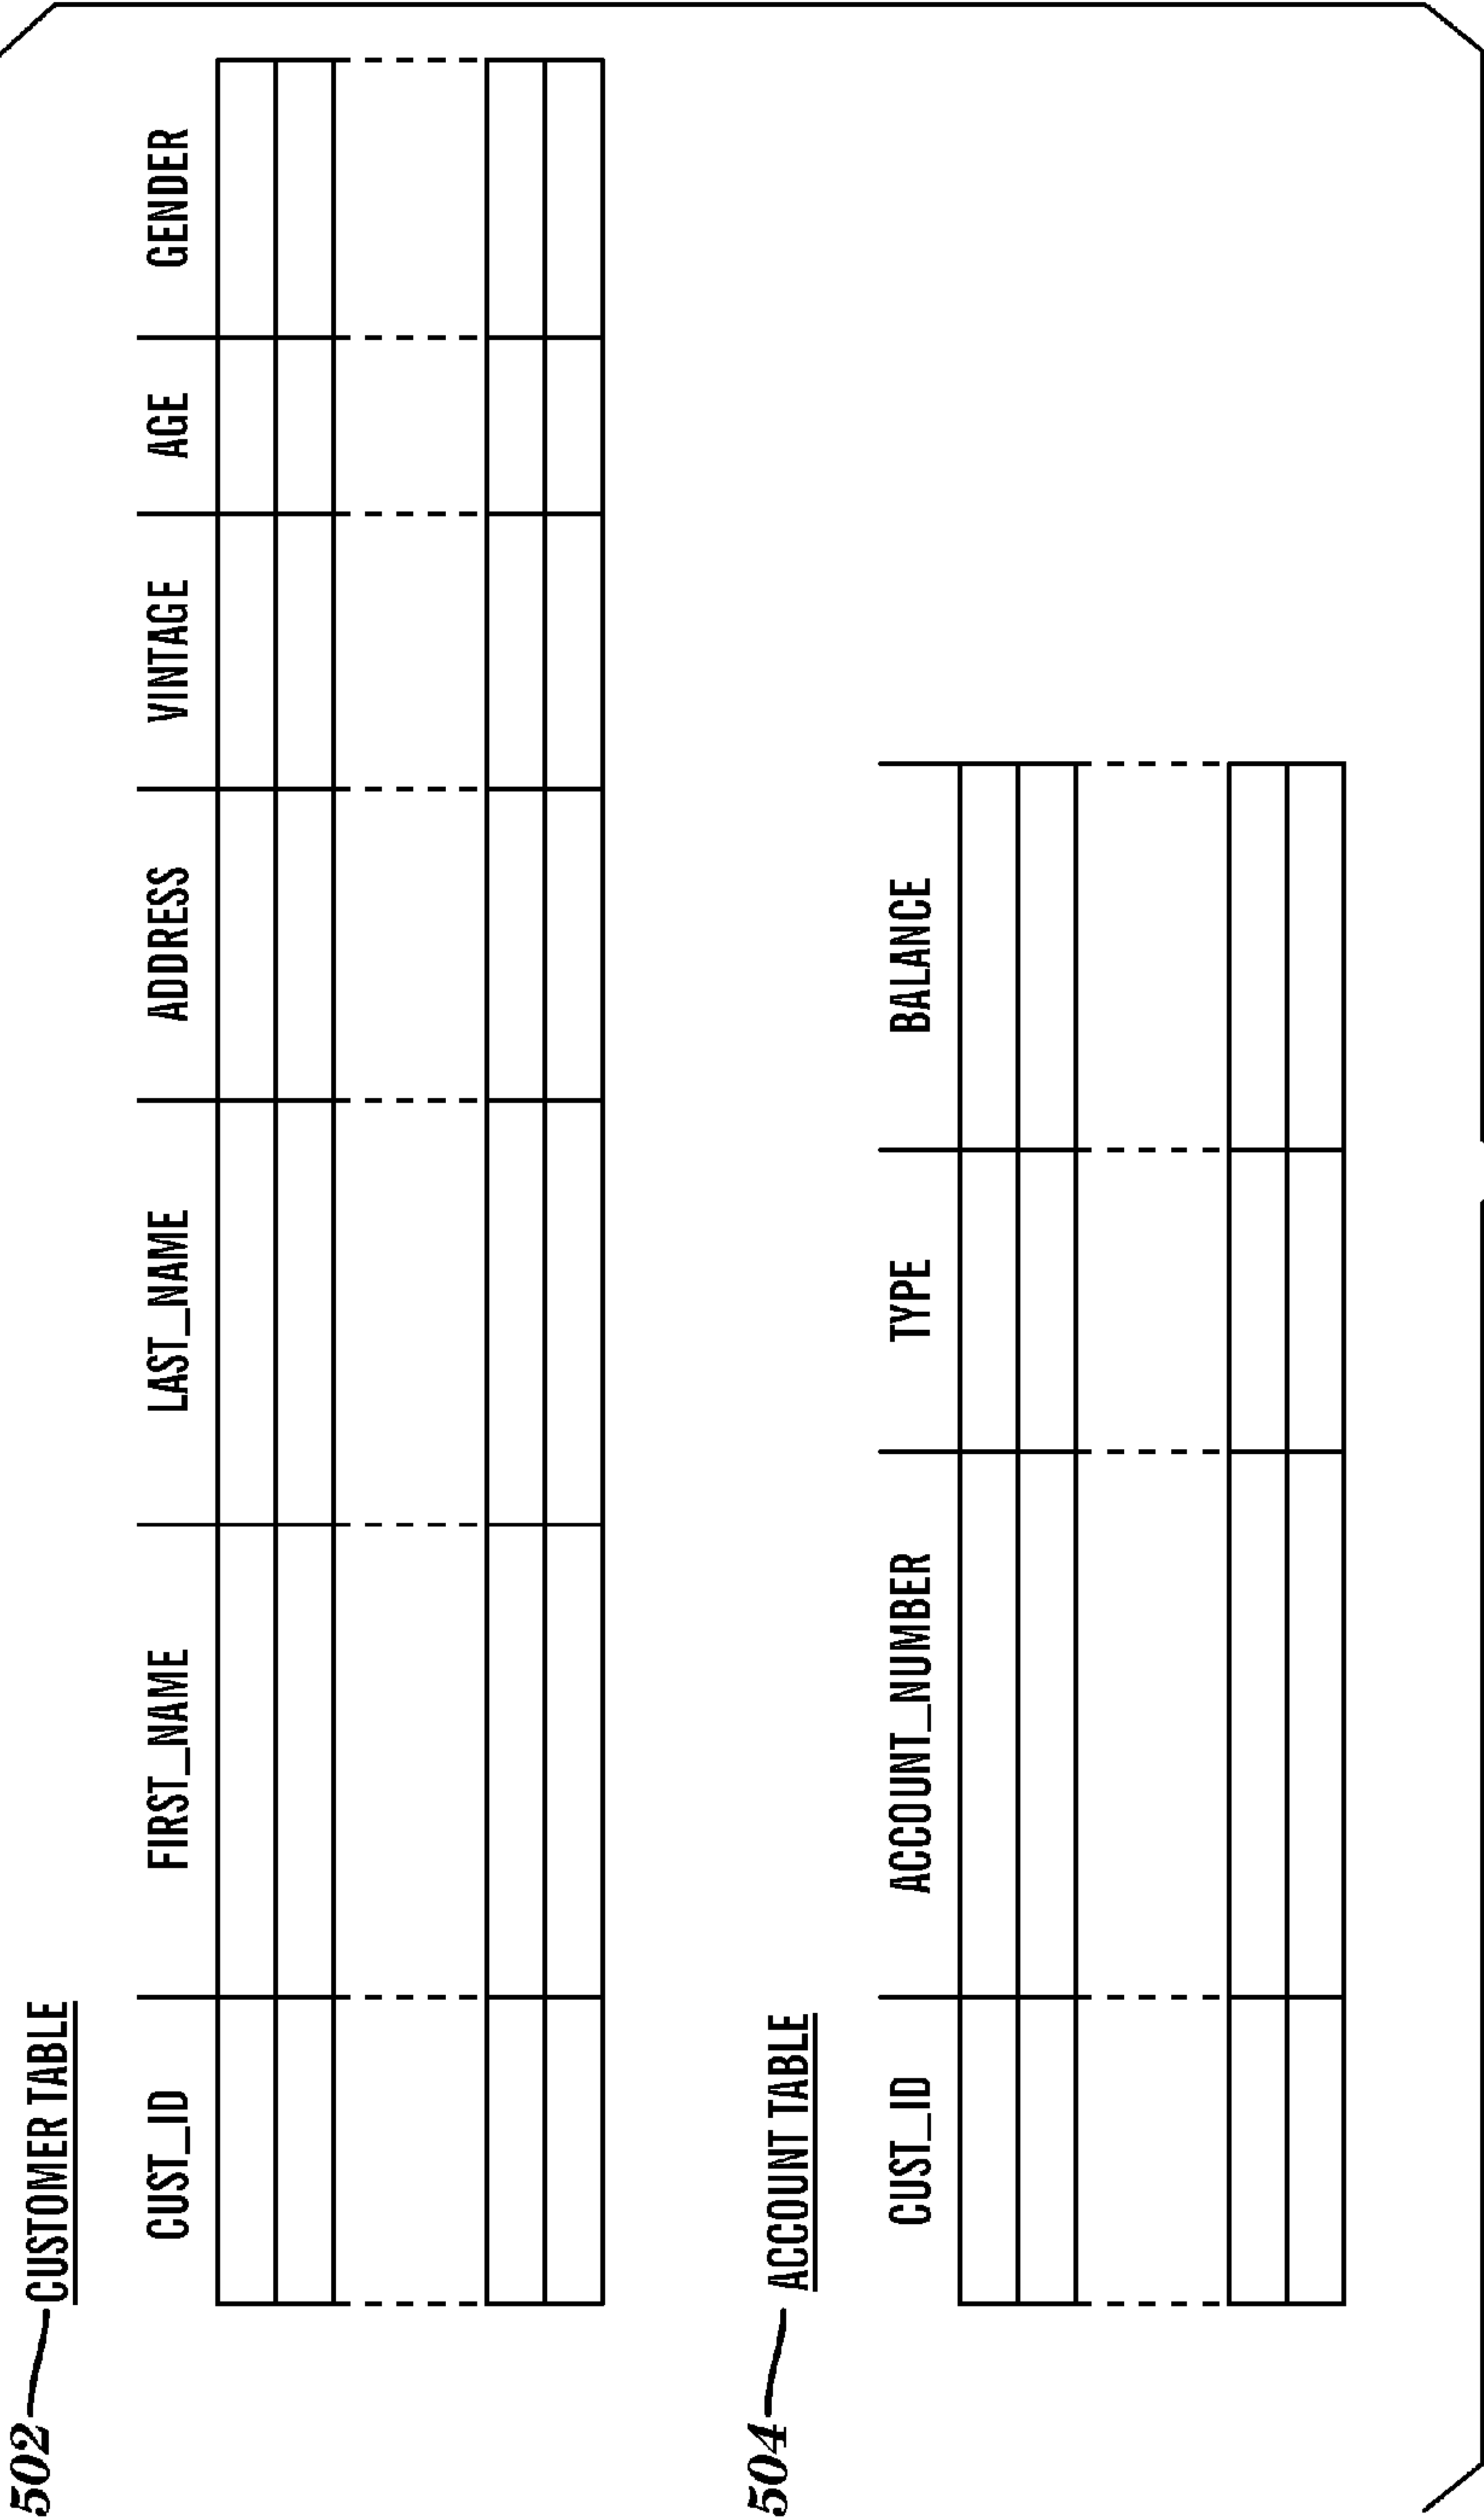 502 CUSTOMER TABLE
CUST_ID FIRST_NAME LAST_NAME ADDRESS VINTAGE AGE GENDER
504 ACCOUNT TABLE
CUST_ID ACCOUNT_NUMBER TYPE BALANCE